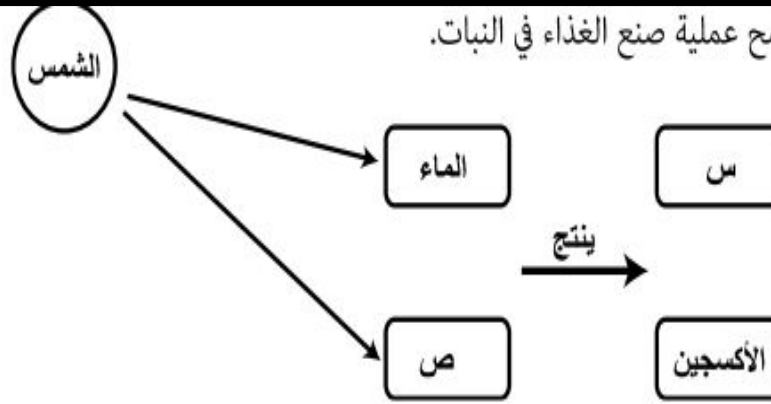 عملية صنع الغذاء في النبات.
الشمس
الماء
س
ينتج
ص
الأكسجين